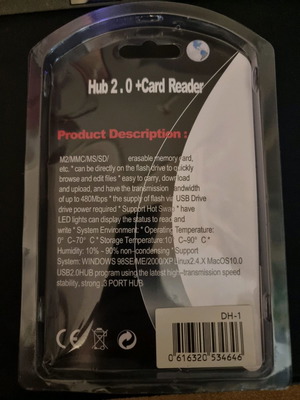 Hub 2.0 +Card Reader
Product Description :
M2/MMC/MS/SD/ erasable memory card,
etc. * can be directly on the flash drive to quickly
browse and edit files * easy to carry, download
and upload, and have the transmission bandwidth
of up to 480Mbps * the supply of flash via USB Drive
drive power required * Support Hot Swap * have
LED lights can display the status to read and
write * System Environment: * Operating Temperature:
0° C-70° C * Storage Temperature: 10° C-90° C *
Humidity: 10% - 90% non-condensing * Support
System: WINDOWS 98SE/ME/2000/XP Linux2.4.X MacOS10.0
USB2.0HUB program using the latest high-transmission speed
stability, strong 3 PORT HUB
CE
DH-1
0 616320 534646